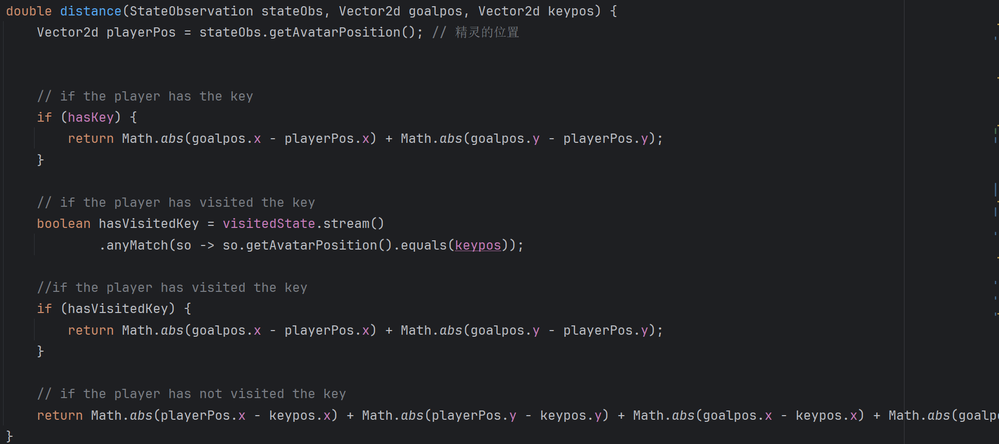 double distance(StateObservation stateObs, Vector2d goalpos, Vector2d keypos) {
    Vector2d playerPos = stateObs.getAvatarPosition(); // 精灵的位置
    // if the player has the key
    if (hasKey) {
        return Math.abs(goalpos.x - playerPos.x) + Math.abs(goalpos.y - playerPos.y);
    }
    // if the player has visited the key
    boolean hasVisitedKey = visitedState.stream()
            .anyMatch(so -> so.getAvatarPosition().equals(keypos));
    //if the player has visited the key
    if (hasVisitedKey) {
        return Math.abs(goalpos.x - playerPos.x) + Math.abs(goalpos.y - playerPos.y);
    }
    // if the player has not visited the key
    return Math.abs(playerPos.x - keypos.x) + Math.abs(playerPos.y - keypos.y) + Math.abs(goalpos.x - keypos.x) + Math.abs(
}